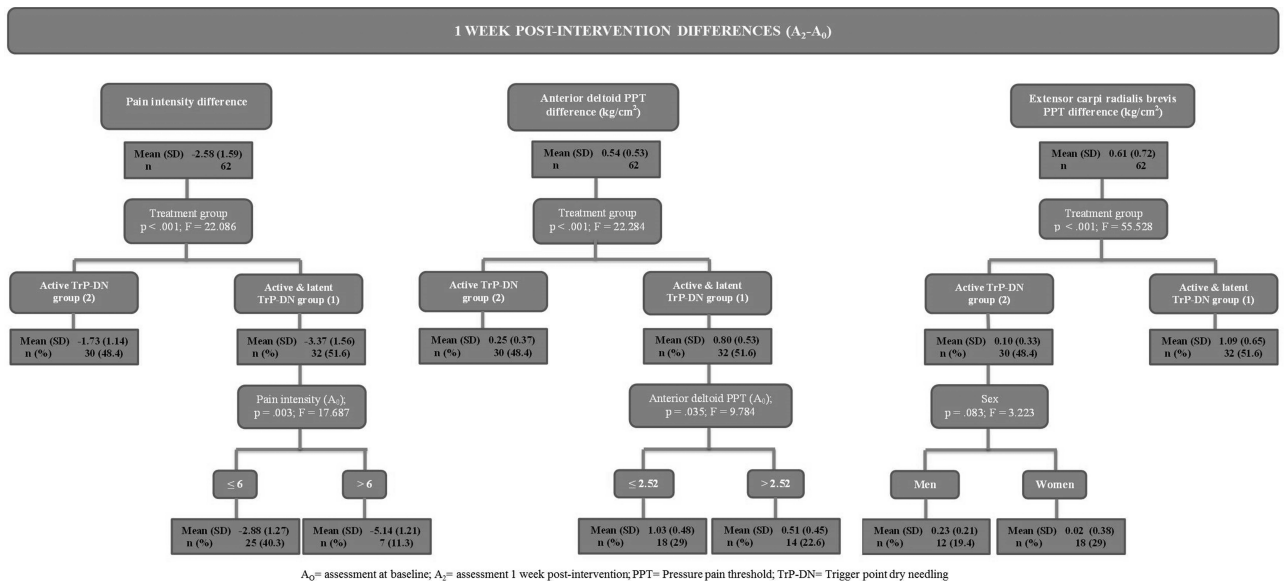 1 WEEK POST-INTERVENTION DIFFERENCES (A₂-A₀)
Pain intensity difference
Mean (SD) -2.58 (1.59)
n 62
Treatment group
p < .001; F = 22.086
Active TrP-DN
group (2)
Mean (SD) -1.73 (1.14)
n (%) 30 (48.4)
Active & latent
TrP-DN group (1)
Mean (SD) -3.37 (1.56)
n (%) 32 (51.6)
Pain intensity (A₀);
p = .003; F = 17.687
≤ 6
Mean (SD) -2.88 (1.27)
n (%) 25 (40.3)
> 6
Mean (SD) -5.14 (1.21)
n (%) 7 (11.3)
Anterior deltoid PPT
difference (kg/cm²)
Mean (SD) 0.54 (0.53)
n 62
Treatment group
p < .001; F = 22.284
Active TrP-DN
group (2)
Mean (SD) 0.25 (0.37)
n (%) 30 (48.4)
Active & latent
TrP-DN group (1)
Mean (SD) 0.80 (0.53)
n (%) 32 (51.6)
Anterior deltoid PPT (A₀);
p = .035; F = 9.784
≤ 2.52
Mean (SD) 1.03 (0.48)
n (%) 18 (29)
> 2.52
Mean (SD) 0.51 (0.45)
n (%) 14 (22.6)
Extensor carpi radialis brevis
PPT difference (kg/cm²)
Mean (SD) 0.61 (0.72)
n 62
Treatment group
p < .001; F = 55.528
Active TrP-DN
group (2)
Mean (SD) 0.10 (0.33)
n (%) 30 (48.4)
Active & latent
TrP-DN group (1)
Mean (SD) 1.09 (0.65)
n (%) 32 (51.6)
Sex
p = .083; F = 3.223
Men
Mean (SD) 0.23 (0.21)
n (%) 12 (19.4)
Women
Mean (SD) 0.02 (0.38)
n (%) 18 (29)
A₀= assessment at baseline; A₂= assessment 1 week post-intervention; PPT= Pressure pain threshold; TrP-DN= Trigger point dry needling